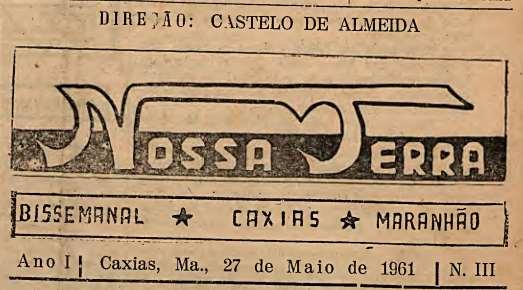 DIREÇÃO: CASTELO DE ALMEIDA
NOSSA TERRA
BISSEMANAL ★ CAXIAS ★ MARANHÃO
Ano I | Caxias, Ma., 27 de Maio de 1961 | N. III